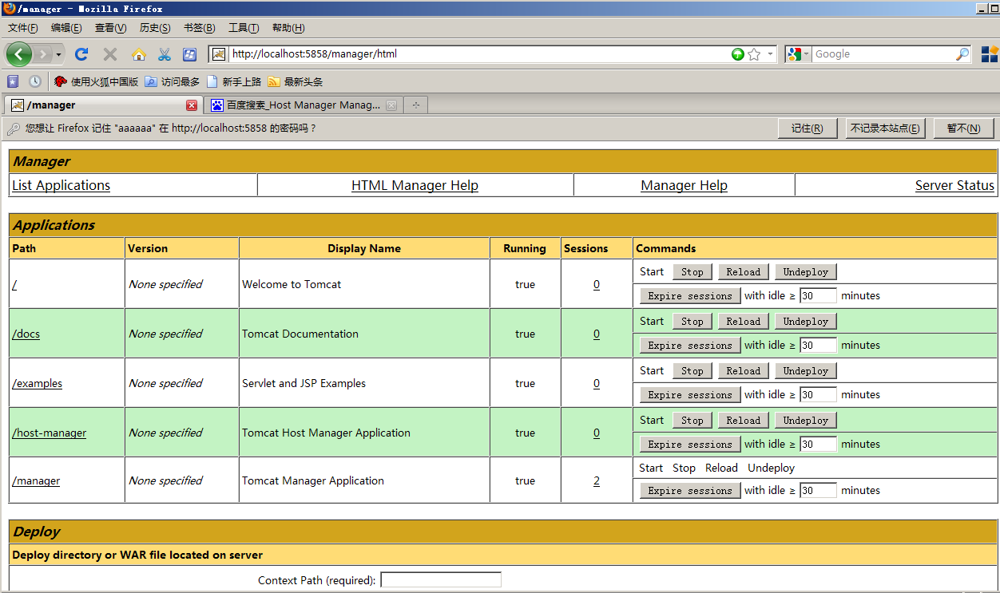 /manager - Mozilla Firefox
文件(F) 编辑(E) 查看(V) 历史(S) 书签(B) 工具(T) 帮助(H)
http://localhost:5858/manager/html Google
使用火狐中国版 访问最多 新手上路 最新头条
/manager 百度搜索_Host Manager Manag...
您想让 Firefox 记住 "aaaaaa" 在 http://localhost:5858 的密码吗？ 记住(R) 不记录本站点(E) 暂不(N)
Manager
List Applications HTML Manager Help Manager Help Server Status
Applications
Path Version Display Name Running Sessions Commands
/ None specified Welcome to Tomcat true 0 Start Stop Reload Undeploy
Expire sessions with idle ≥ 30 minutes
/docs None specified Tomcat Documentation true 0 Start Stop Reload Undeploy
Expire sessions with idle ≥ 30 minutes
/examples None specified Servlet and JSP Examples true 0 Start Stop Reload Undeploy
Expire sessions with idle ≥ 30 minutes
/host-manager None specified Tomcat Host Manager Application true 0 Start Stop Reload Undeploy
Expire sessions with idle ≥ 30 minutes
/manager None specified Tomcat Manager Application true 2 Start Stop Reload Undeploy
Expire sessions with idle ≥ 30 minutes
Deploy
Deploy directory or WAR file located on server
Context Path (required):